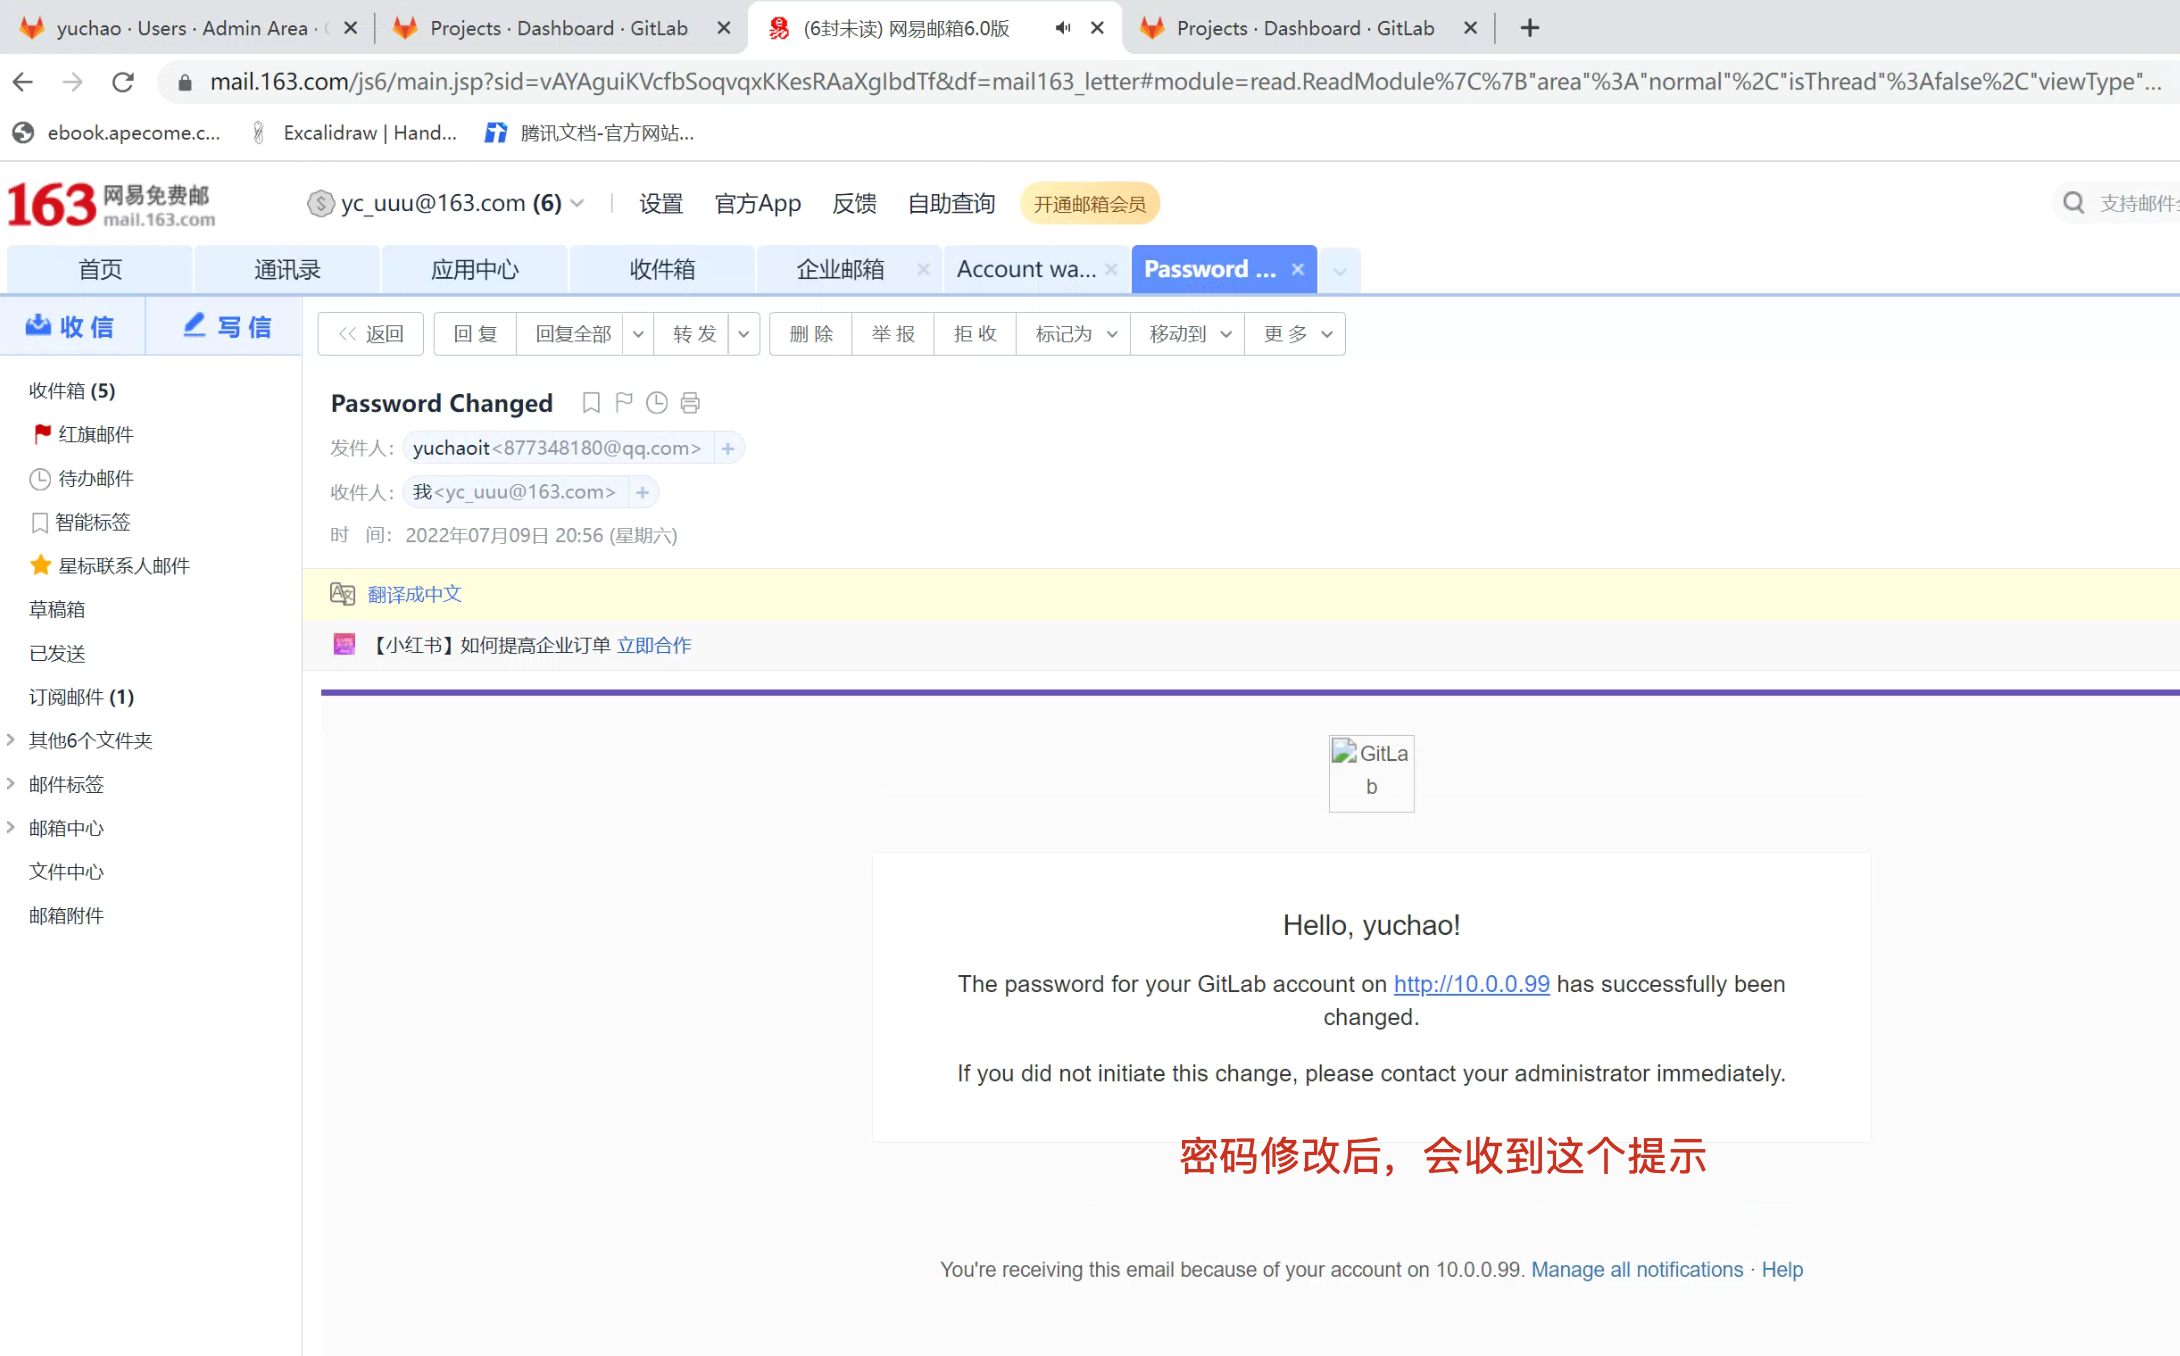 yuchao · Users · Admin Area ·
Projects · Dashboard · GitLab
(6封未读) 网易邮箱6.0版
Projects · Dashboard · GitLab
mail.163.com/js6/main.jsp?sid=vAYAguiKVcfbSoqvqxKKesRAaXgIbdTf&df=mail163_letter#module=read.ReadModule%7C%7B"area"%3A"normal"%2C"isThread"%3Afalse%2C"viewType"...
ebook.apecome.c...
Excalidraw | Hand...
腾讯文档-官方网站...
163 网易免费邮
mail.163.com
yc_uuu@163.com (6)
设置
官方App
反馈
自助查询
开通邮箱会员
支持邮件
首页
通讯录
应用中心
收件箱
企业邮箱
Account wa...
Password ...
收信
写信
返回
回复
回复全部
转发
删除
举报
拒收
标记为
移动到
更多
收件箱 (5)
红旗邮件
待办邮件
智能标签
星标联系人邮件
草稿箱
已发送
订阅邮件 (1)
其他6个文件夹
邮件标签
邮箱中心
文件中心
邮箱附件
Password Changed
发件人: yuchaoit<877348180@qq.com> +
收件人: 我<yc_uuu@163.com> +
时 间: 2022年07月09日 20:56 (星期六)
翻译成中文
【小红书】如何提高企业订单 立即合作
GitLa
b
Hello, yuchao!
The password for your GitLab account on http://10.0.0.99 has successfully been
changed.
If you did not initiate this change, please contact your administrator immediately.
密码修改后，会收到这个提示
You're receiving this email because of your account on 10.0.0.99. Manage all notifications · Help